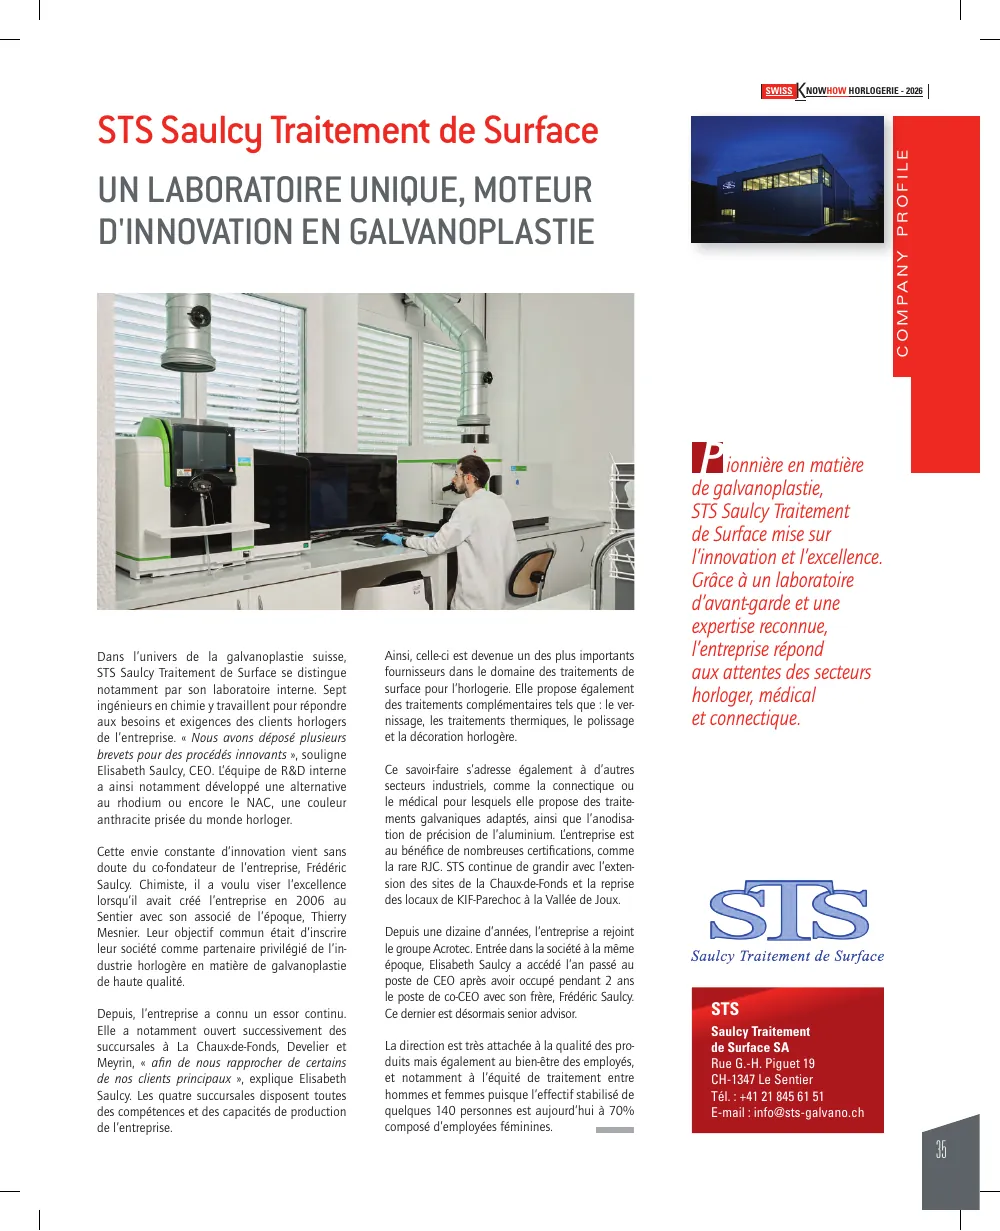 SWISS KNOWHOW HORLOGERIE - 2026
STS Saulcy Traitement de Surface
UN LABORATOIRE UNIQUE, MOTEUR
D'INNOVATION EN GALVANOPLASTIE
STS
COMPANY PROFILE
Pionnière en matière
de galvanoplastie,
STS Saulcy Traitement
de Surface mise sur
l'innovation et l'excellence.
Grâce à un laboratoire
d'avant-garde et une
expertise reconnue,
l'entreprise répond
aux attentes des secteurs
horloger, médical
et connectique.
Dans l'univers de la galvanoplastie suisse,
STS Saulcy Traitement de Surface se distingue
notamment par son laboratoire interne. Sept
ingénieurs en chimie y travaillent pour répondre
aux besoins et exigences des clients horlogers
de l'entreprise. « Nous avons déposé plusieurs
brevets pour des procédés innovants », souligne
Elisabeth Saulcy, CEO. L'équipe de R&D interne
a ainsi notamment développé une alternative
au rhodium ou encore le NAC, une couleur
anthracite prisée du monde horloger.
Cette envie constante d'innovation vient sans
doute du co-fondateur de l'entreprise, Frédéric
Saulcy. Chimiste, il a voulu viser l'excellence
lorsqu'il avait créé l'entreprise en 2006 au
Sentier avec son associé de l'époque, Thierry
Mesnier. Leur objectif commun était d'inscrire
leur société comme partenaire privilégié de l'in-
dustrie horlogère en matière de galvanoplastie
de haute qualité.
Depuis, l'entreprise a connu un essor continu.
Elle a notamment ouvert successivement des
succursales à La Chaux-de-Fonds, Develier et
Meyrin, « afin de nous rapprocher de certains
de nos clients principaux », explique Elisabeth
Saulcy. Les quatre succursales disposent toutes
des compétences et des capacités de production
de l'entreprise.
Ainsi, celle-ci est devenue un des plus importants
fournisseurs dans le domaine des traitements de
surface pour l'horlogerie. Elle propose également
des traitements complémentaires tels que : le ver-
nissage, les traitements thermiques, le polissage
et la décoration horlogère.
Ce savoir-faire s'adresse également à d'autres
secteurs industriels, comme la connectique ou
le médical pour lesquels elle propose des traite-
ments galvaniques adaptés, ainsi que l'anodisa-
tion de précision de l'aluminium. L'entreprise est
au bénéfice de nombreuses certifications, comme
la rare RJC. STS continue de grandir avec l'exten-
sion des sites de la Chaux-de-Fonds et la reprise
des locaux de KIF-Parechoc à la Vallée de Joux.
Depuis une dizaine d'années, l'entreprise a rejoint
le groupe Acrotec. Entrée dans la société à la même
époque, Elisabeth Saulcy a accédé l'an passé au
poste de CEO après avoir occupé pendant 2 ans
le poste de co-CEO avec son frère, Frédéric Saulcy.
Ce dernier est désormais senior advisor.
La direction est très attachée à la qualité des pro-
duits mais également au bien-être des employés,
et notamment à l'équité de traitement entre
hommes et femmes puisque l'effectif stabilisé de
quelques 140 personnes est aujourd'hui à 70%
composé d'employées féminines.
STS
Saulcy Traitement de Surface
STS
Saulcy Traitement
de Surface SA
Rue G.-H. Piguet 19
CH-1347 Le Sentier
Tél. : +41 21 845 61 51
E-mail : info@sts-galvano.ch
35